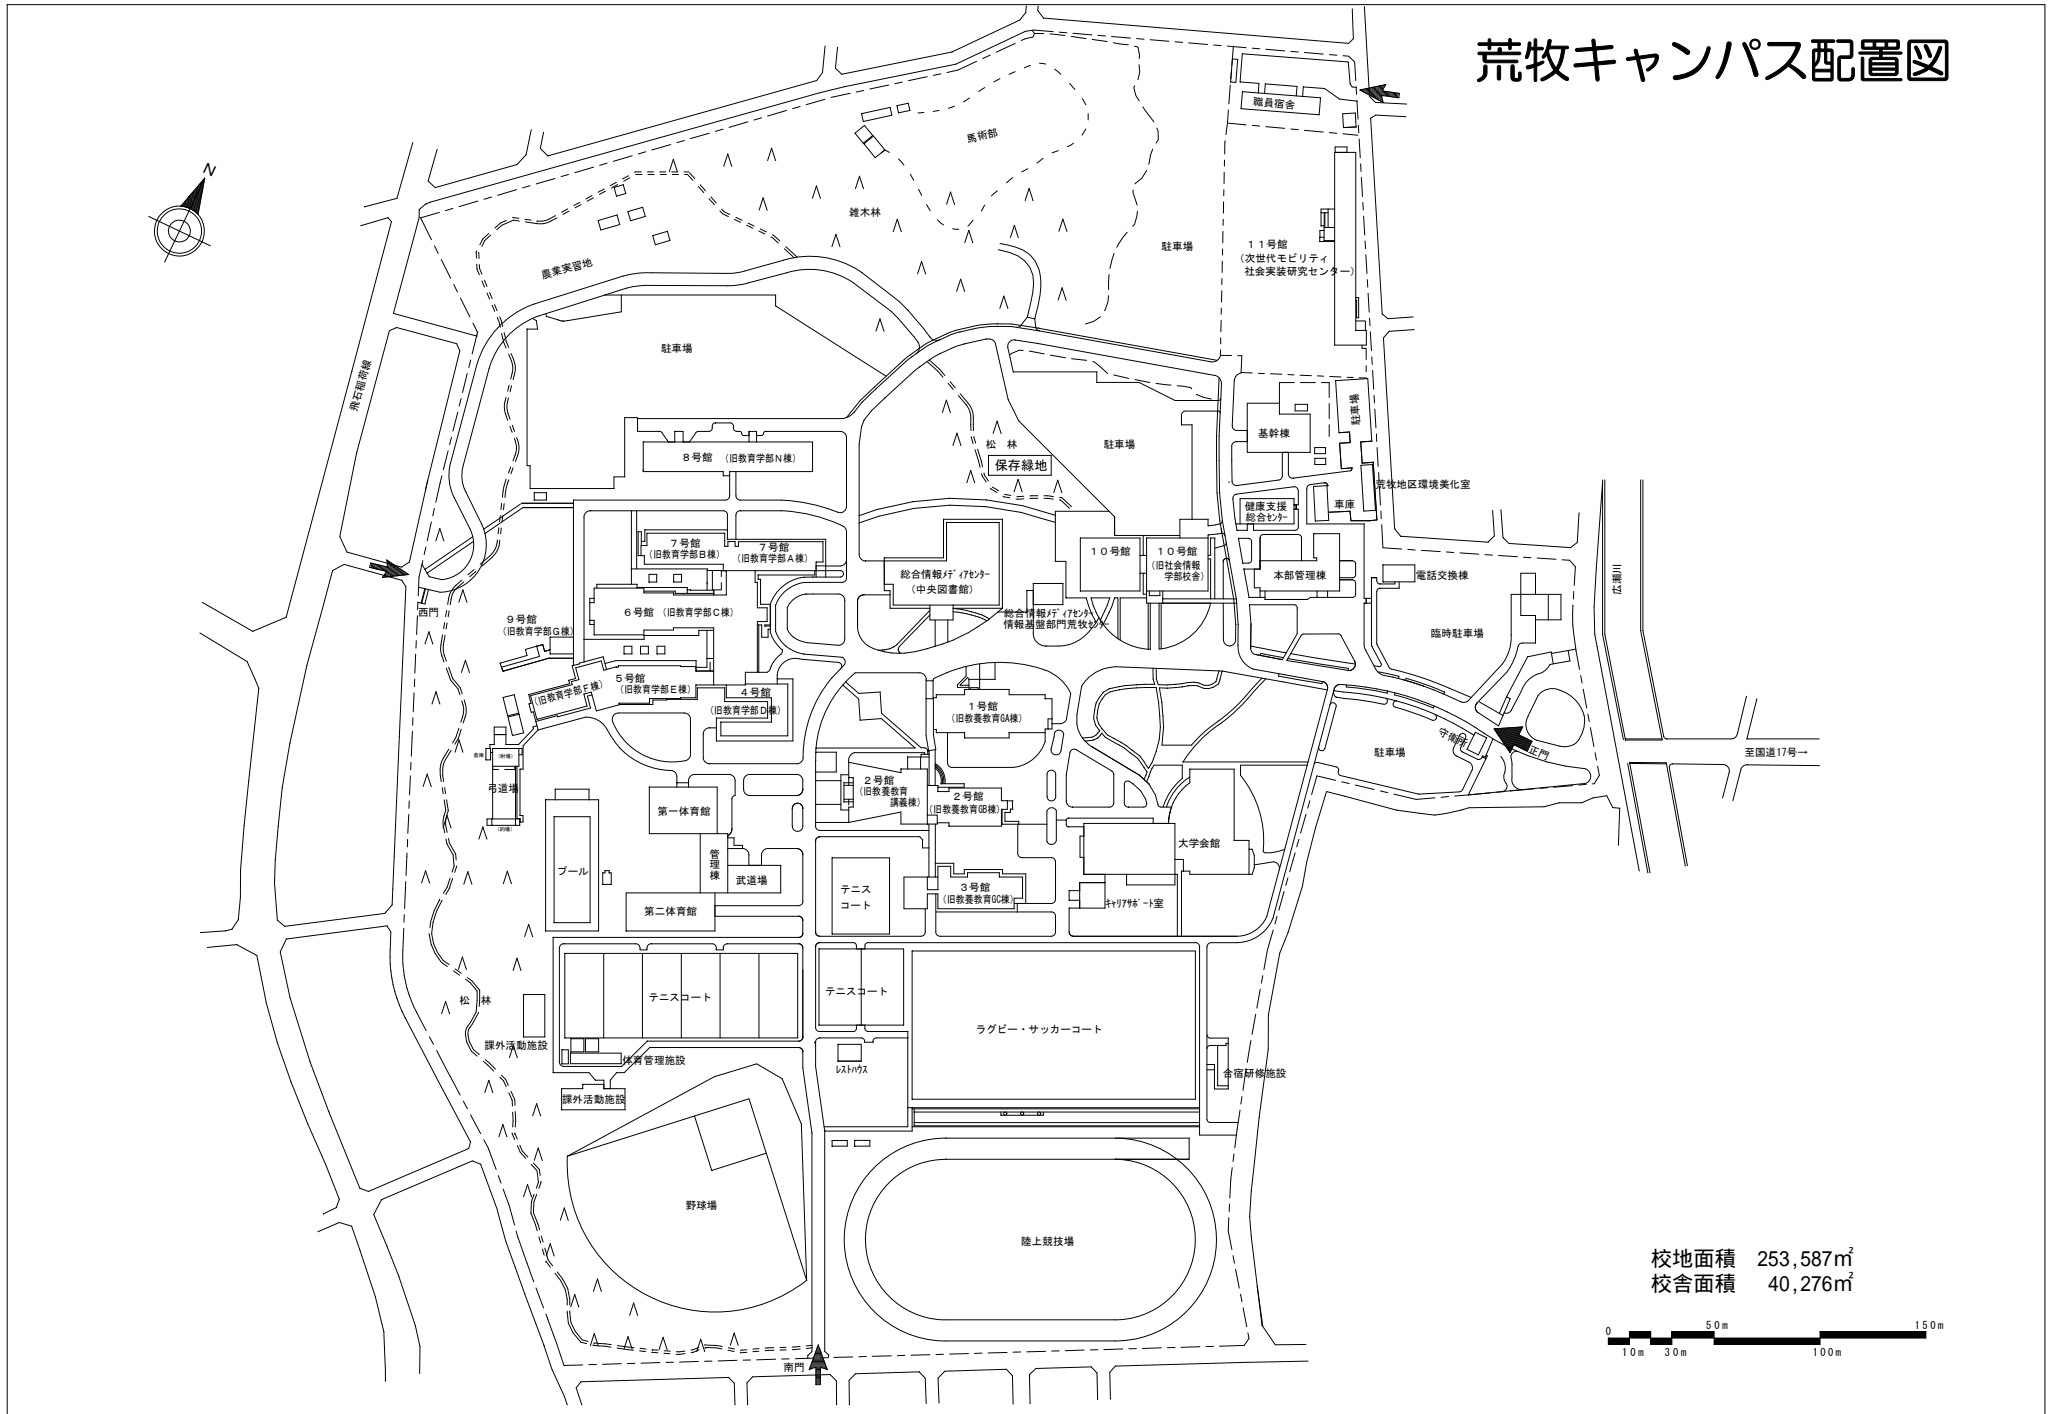 荒牧キャンパス配置図
N
職員宿舎
馬術部
雑木林
駐車場
11号館
(次世代モビリティ
社会実装研究センター)
農業実習地
駐車場
飛石稲荷線
駐車場
基幹棟
駐車場
松 林
保存緑地
8号館 (旧教育学部N棟)
荒牧地区環境美化室
車庫
健康支援
総合センター
7号館
(旧教育学部B棟)
7号館
(旧教育学部A棟)
10号館
10号館
(旧社会情報
学部校舎)
総合情報メディアセンター
(中央図書館)
本部管理棟
電話交換棟
広瀬川
西門
9号館
(旧教育学部G棟)
6号館 (旧教育学部C棟)
総合情報メディアセンター
情報基盤部門荒牧センター
臨時駐車場
5号館
(旧教育学部E棟)
(旧教育学部F棟)
4号館
(旧教育学部D棟)
1号館
(旧教養教育GA棟)
守衛所
正門
駐車場
至国道17号→
(射場)
弓道場
(的場)
2号館
(旧教養教育
講義棟)
2号館
(旧教養教育GB棟)
第一体育館
管理棟
武道場
プール
第二体育館
テニス
コート
3号館
(旧教養教育GC棟)
大学会館
キャリアサポート室
松 林
テニスコート
テニスコート
ラグビー・サッカーコート
課外活動施設
体育管理施設
レストハウス
合宿研修施設
課外活動施設
野球場
陸上競技場
南門
校地面積 253,587㎡
校舎面積 40,276㎡
0 50m 150m
10m 30m 100m